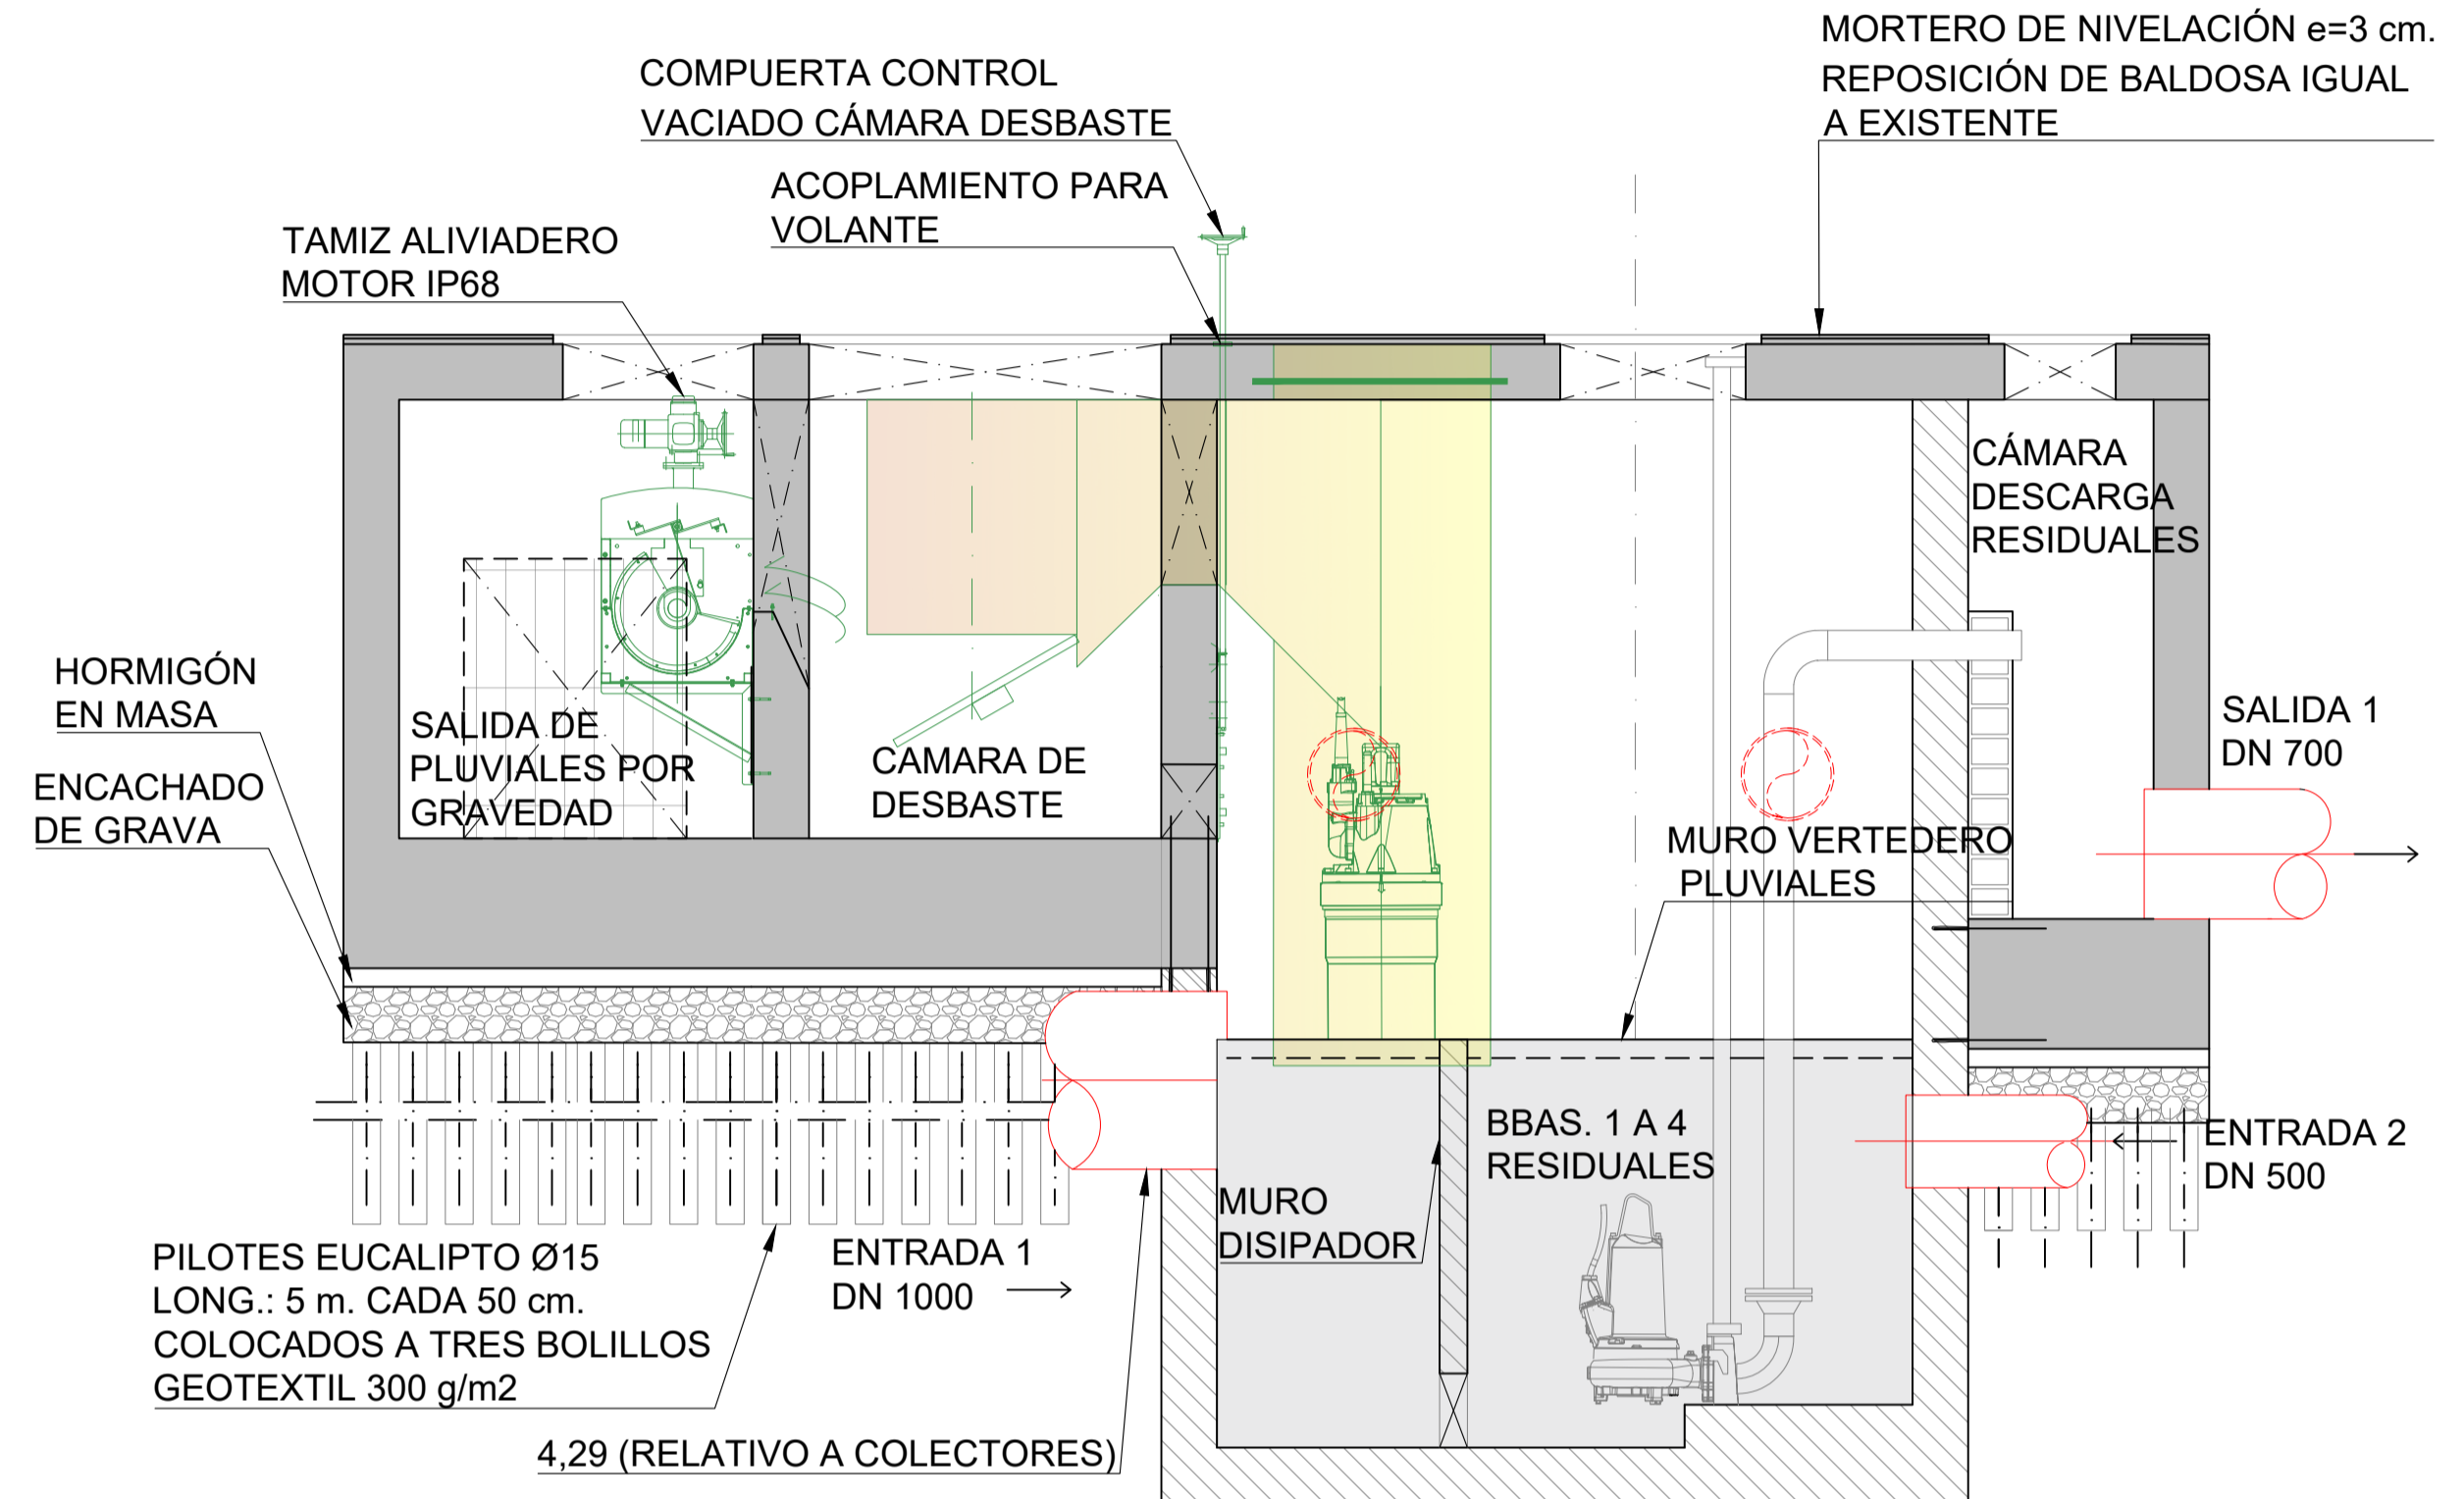 MORTERO DE NIVELACIÓN e=3 cm.
REPOSICIÓN DE BALDOSA IGUAL
A EXISTENTE
COMPUERTA CONTROL
VACIADO CÁMARA DESBASTE
ACOPLAMIENTO PARA
VOLANTE
TAMIZ ALIVIADERO
MOTOR IP68
CÁMARA
DESCARGA
RESIDUALES
HORMIGÓN
EN MASA
ENCACHADO
DE GRAVA
SALIDA DE
PLUVIALES POR
GRAVEDAD
CAMARA DE
DESBASTE
SALIDA 1
DN 700
MURO VERTEDERO
PLUVIALES
BBAS. 1 A 4
RESIDUALES
ENTRADA 2
DN 500
MURO
DISIPADOR
PILOTES EUCALIPTO Ø15
LONG.: 5 m. CADA 50 cm.
COLOCADOS A TRES BOLILLOS
GEOTEXTIL 300 g/m2
ENTRADA 1
DN 1000
4,29 (RELATIVO A COLECTORES)